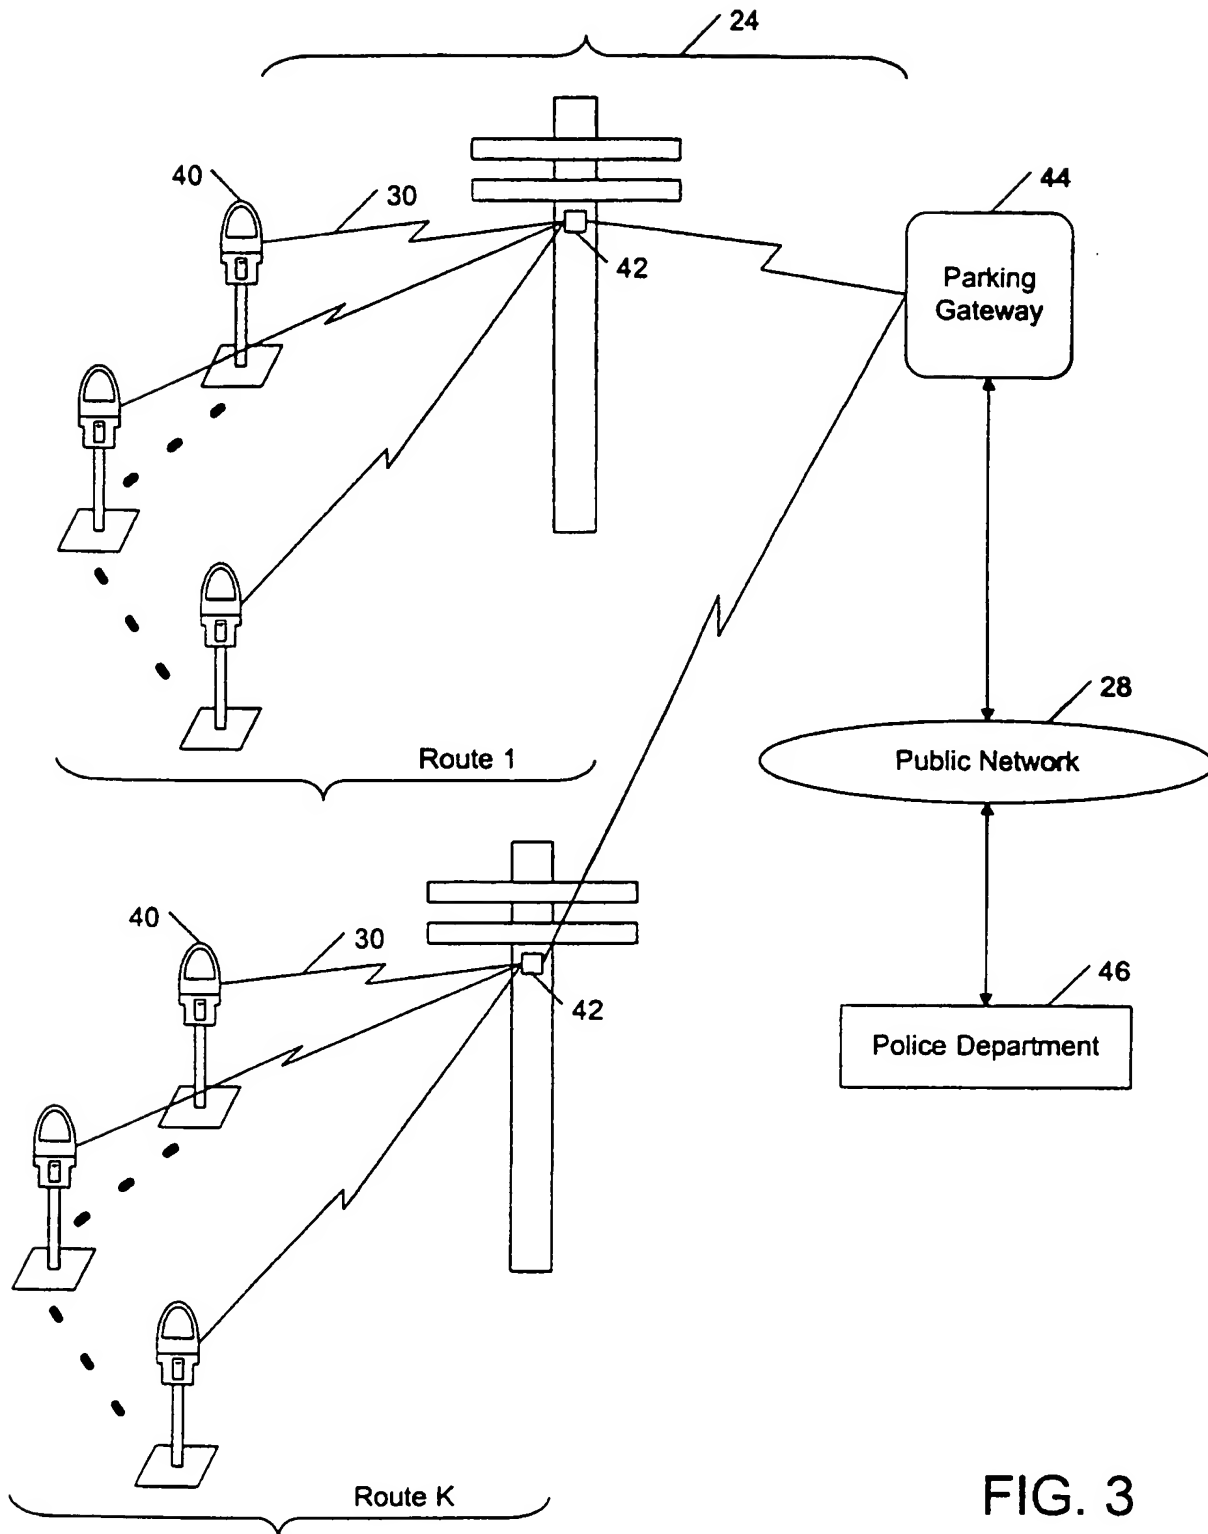 24
40
30
44
42
Parking
Gateway
28
Route 1
Public Network
40
30
42
46
Police Department
Route K
FIG. 3